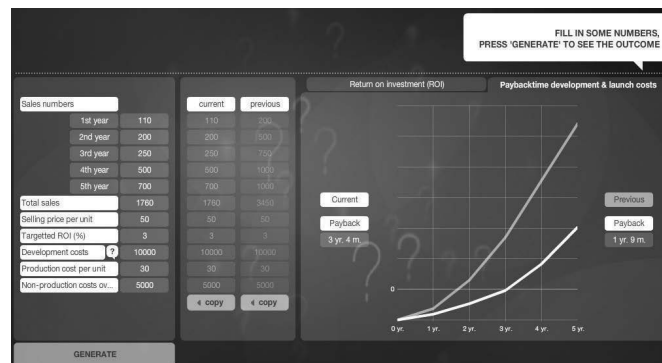 FILL IN SOME NUMBERS,
PRESS 'GENERATE' TO SEE THE OUTCOME
Return on investment (ROI) Paybacktime development & launch costs
Sales numbers current previous
1st year 110 110 200
2nd year 200 200 500
3rd year 250 250 750
4th year 500 500 1000
5th year 700 700 1000
Total sales 1760 1760 3450
Selling price per unit 50 50 50
Targetted ROI (%) 3 3 3
Development costs ? 10000 10000 10000
Production cost per unit 30 30 30
Non-production costs ov... 5000 5000 5000
copy copy
Current
Payback
3 yr. 4 m.
Previous
Payback
1 yr. 9 m.
0
0 yr. 1 yr. 2 yr. 3 yr. 4 yr. 5 yr.
GENERATE